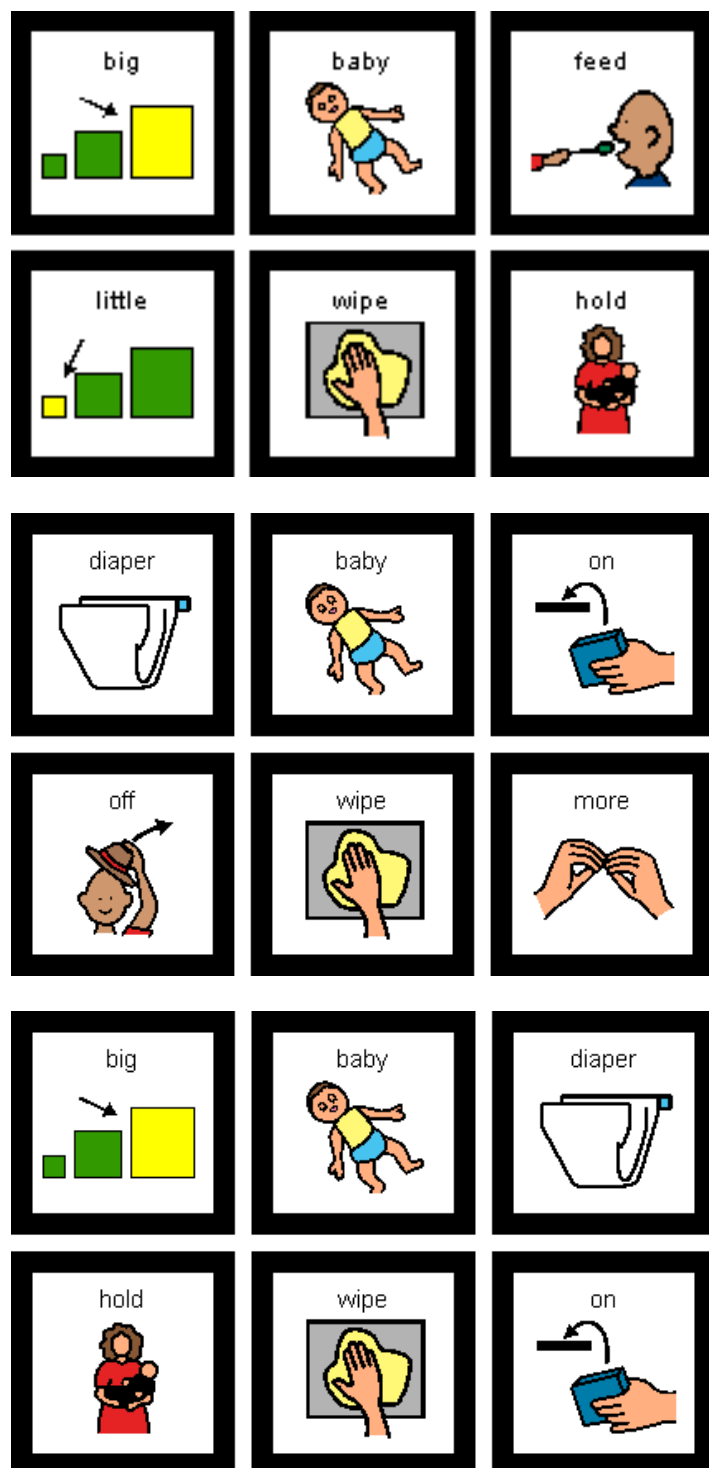 big baby feed
little wipe hold
diaper baby on
off wipe more
big baby diaper
hold wipe on